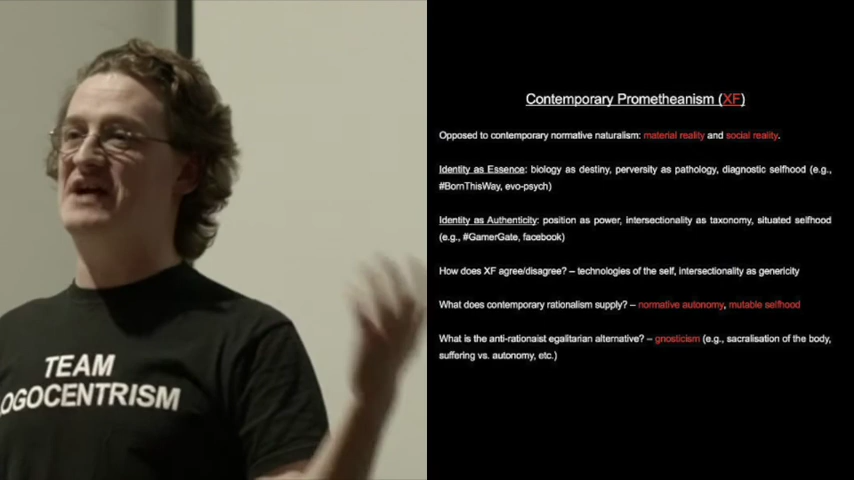 TEAM
OGOCENTRISM
Contemporary Prometheanism (XF)
Opposed to contemporary normative naturalism: material reality and social reality.
Identity as Essence: biology as destiny, perversity as pathology, diagnostic selfhood (e.g.,
#BornThisWay, evo-psych)
Identity as Authenticity: position as power, intersectionality as taxonomy, situated selfhood
(e.g., #GamerGate, facebook)
How does XF agree/disagree? – technologies of the self, intersectionality as genericity
What does contemporary rationalism supply? – normative autonomy, mutable selfhood
What is the anti-rationaist egalitarian alternative? – gnosticism (e.g., sacralisation of the body,
suffering vs. autonomy, etc.)